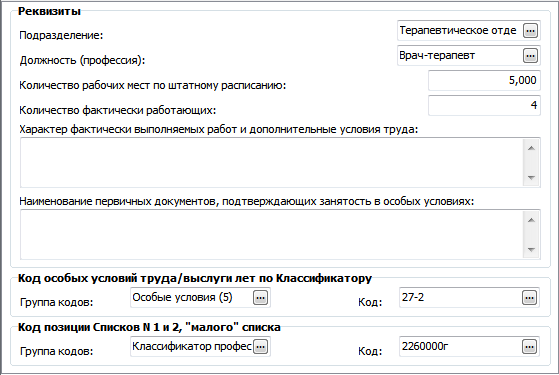 Реквизиты
Подразделение: Терапевтическое отде ...
Должность (профессия): Врач-терапевт ...
Количество рабочих мест по штатному расписанию: 5,000
Количество фактически работающих: 4
Характер фактически выполняемых работ и дополнительные условия труда:
Наименование первичных документов, подтверждающих занятость в особых условиях:
Код особых условий труда/выслуги лет по Классификатору
Группа кодов: Особые условия (5) ... Код: 27-2 ...
Код позиции Списков N 1 и 2, "малого" списка
Группа кодов: Классификатор професс ... Код: 2260000г ...